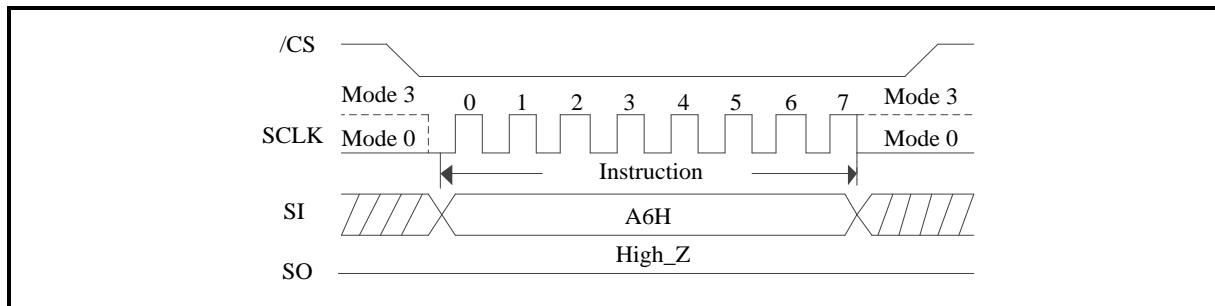 /CS
Mode 3 0 1 2 3 4 5 6 7 Mode 3
SCLK Mode 0 Mode 0
Instruction
SI A6H
High_Z
SO